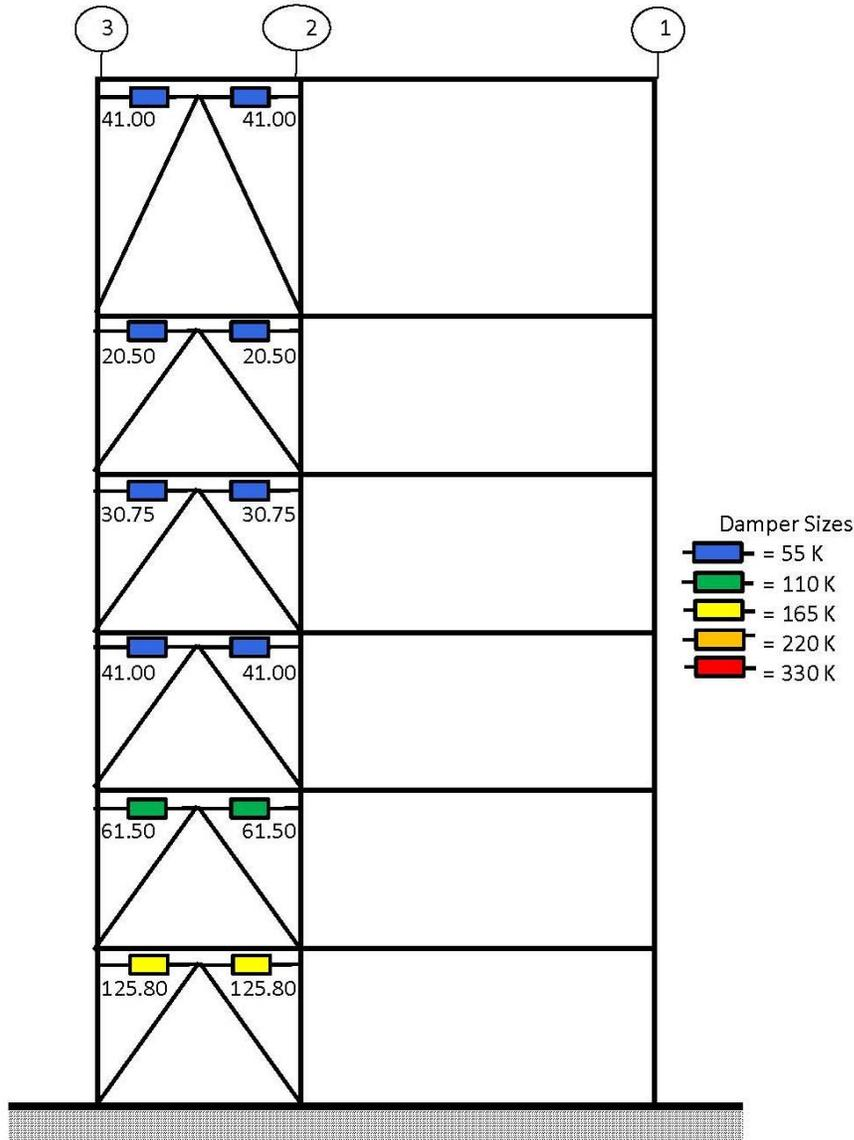 3 2 1
41.00 41.00
20.50 20.50
30.75 30.75
Damper Sizes
= 55 K
= 110 K
= 165 K
= 220 K
= 330 K
41.00 41.00
61.50 61.50
125.80 125.80